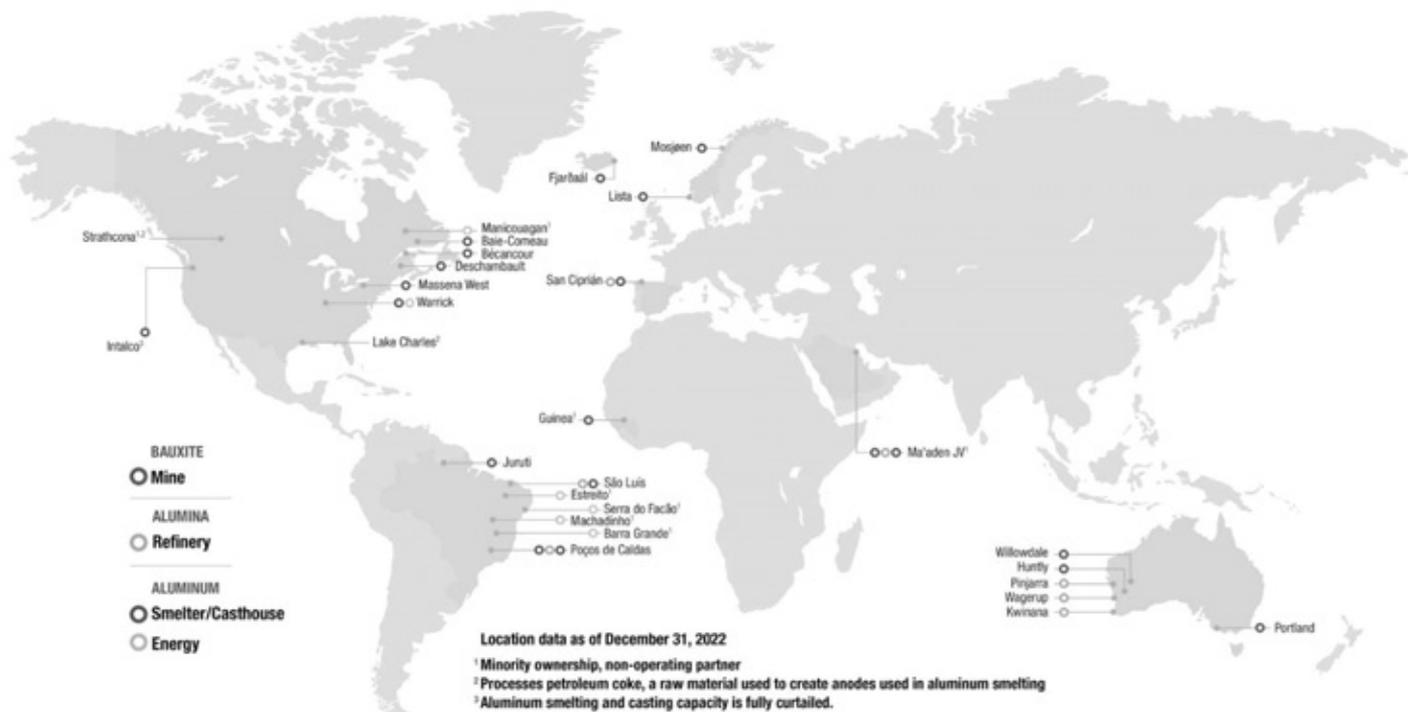 Mosjøen
Fjarðaál
Lista
Strathcona¹,²
Manicouagan¹
Baie-Comeau
Bécancour
Deschambault
Massena West
San Ciprián
Warrick
Intalco³
Lake Charles²
Guinea¹
Ma'aden JV¹
Juruti
São Luís
Estreito¹
Serra do Facão¹
Machadinho¹
Barra Grande¹
Poços de Caldas
BAUXITE
Mine
ALUMINA
Refinery
ALUMINUM
Smelter/Casthouse
Energy
Willowdale
Huntly
Pinjarra
Wagerup
Kwinana
Portland
Location data as of December 31, 2022
¹ Minority ownership, non-operating partner
² Processes petroleum coke, a raw material used to create anodes used in aluminum smelting
³ Aluminum smelting and casting capacity is fully curtailed.